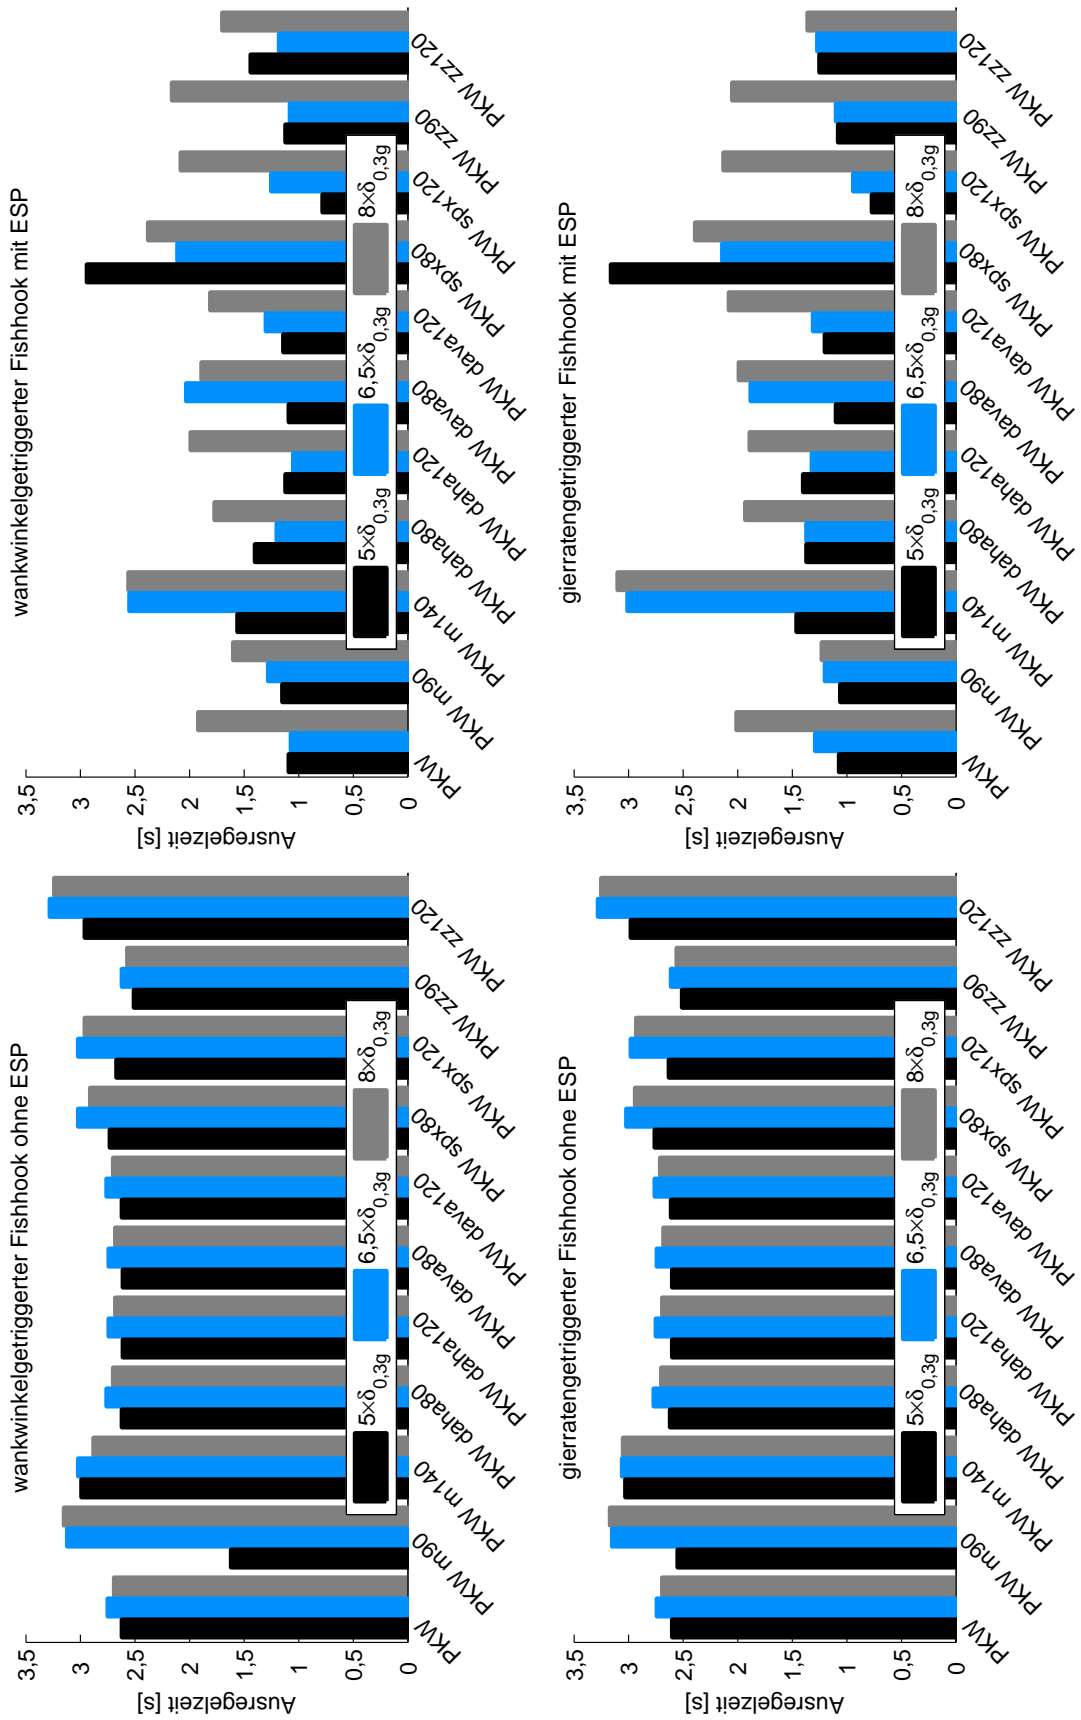 wankwinkelgetriggerter Fishhook ohne ESP
Ausregelzeit [s]
3,5
3
2,5
2
1,5
1
0,5
0
5×δ0,3g 6,5×δ0,3g 8×δ0,3g
PKW
PKW m90
PKW m140
PKW daha80
PKW daha120
PKW dava80
PKW dava120
PKW spx80
PKW spx120
PKW zz90
PKW zz120
wankwinkelgetriggerter Fishhook mit ESP
Ausregelzeit [s]
3,5
3
2,5
2
1,5
1
0,5
0
5×δ0,3g 6,5×δ0,3g 8×δ0,3g
PKW
PKW m90
PKW m140
PKW daha80
PKW daha120
PKW dava80
PKW dava120
PKW spx80
PKW spx120
PKW zz90
PKW zz120
gierratengetriggerter Fishhook ohne ESP
Ausregelzeit [s]
3,5
3
2,5
2
1,5
1
0,5
0
5×δ0,3g 6,5×δ0,3g 8×δ0,3g
PKW
PKW m90
PKW m140
PKW daha80
PKW daha120
PKW dava80
PKW dava120
PKW spx80
PKW spx120
PKW zz90
PKW zz120
gierratengetriggerter Fishhook mit ESP
Ausregelzeit [s]
3,5
3
2,5
2
1,5
1
0,5
0
5×δ0,3g 6,5×δ0,3g 8×δ0,3g
PKW
PKW m90
PKW m140
PKW daha80
PKW daha120
PKW dava80
PKW dava120
PKW spx80
PKW spx120
PKW zz90
PKW zz120